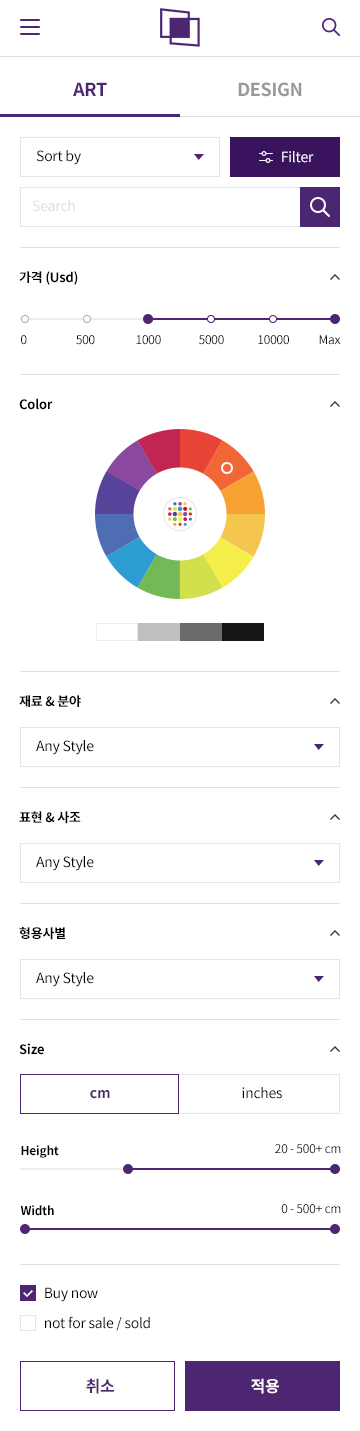 ART DESIGN
Sort by Filter
Search
가격 (Usd)
0 500 1000 5000 10000 Max
Color
재료 & 분야
Any Style
표현 & 사조
Any Style
형용사별
Any Style
Size
cm inches
Height 20 - 500+ cm
Width 0 - 500+ cm
Buy now
not for sale / sold
취소 적용